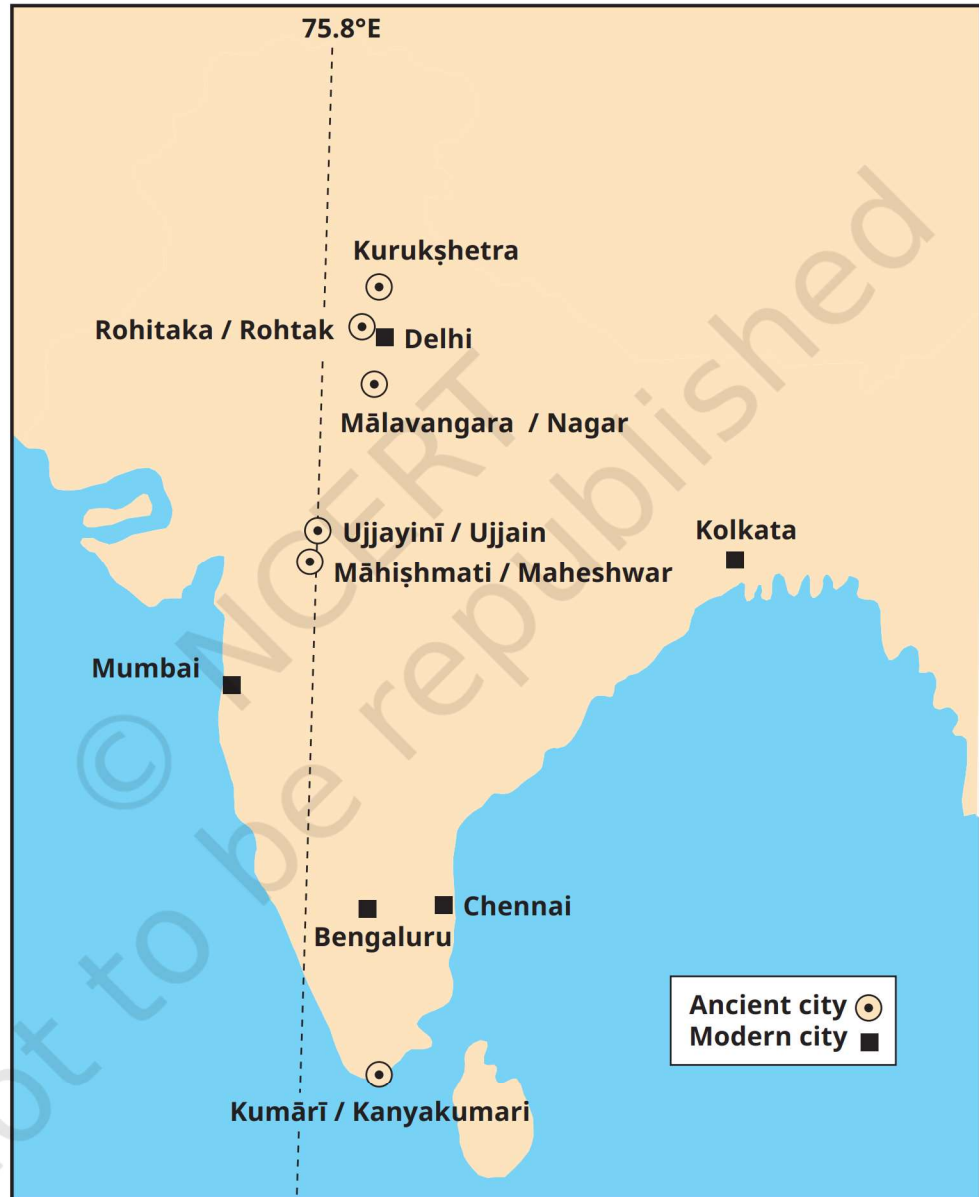 75.8°E
Kurukṣhetra
Rohitaka / Rohtak
Delhi
Mālavangara / Nagar
Ujjayinī / Ujjain
Kolkata
Māhiṣhmati / Maheshwar
Mumbai
Chennai
Bengaluru
Ancient city
Modern city
Kumārī / Kanyakumari
© NCERT
not to be republished